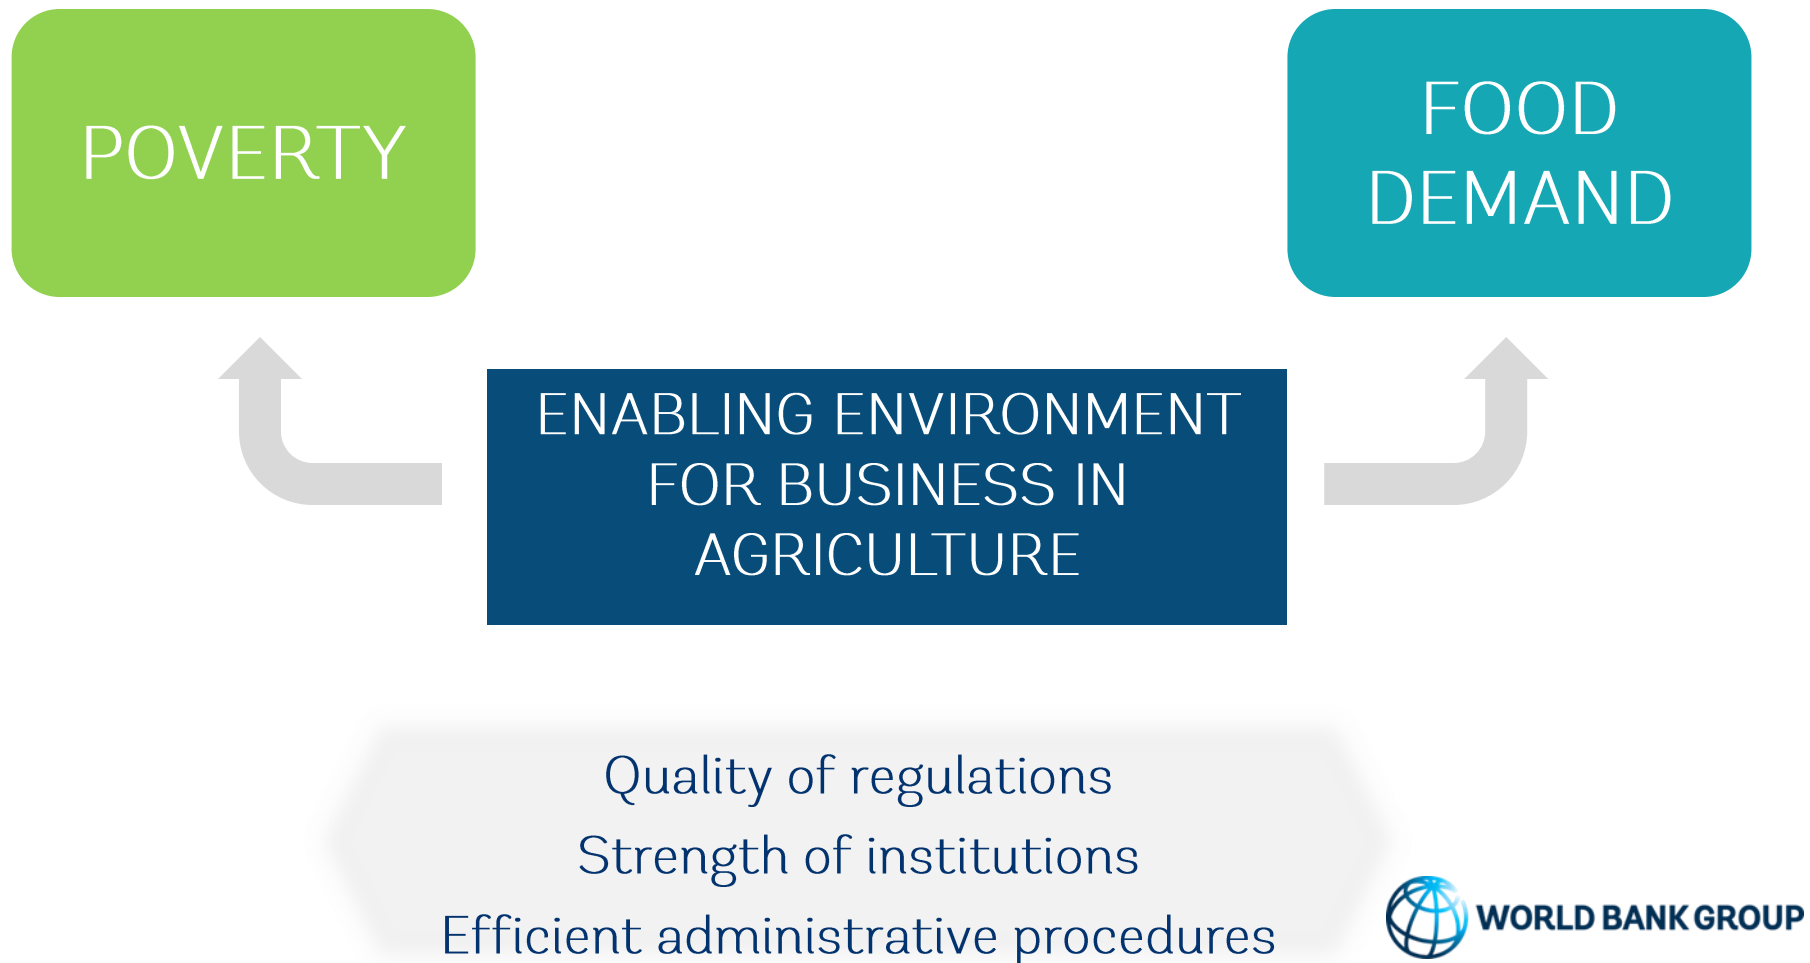 POVERTY
FOOD
DEMAND
ENABLING ENVIRONMENT
FOR BUSINESS IN
AGRICULTURE
Quality of regulations
Strength of institutions
Efficient administrative procedures
WORLD BANK GROUP